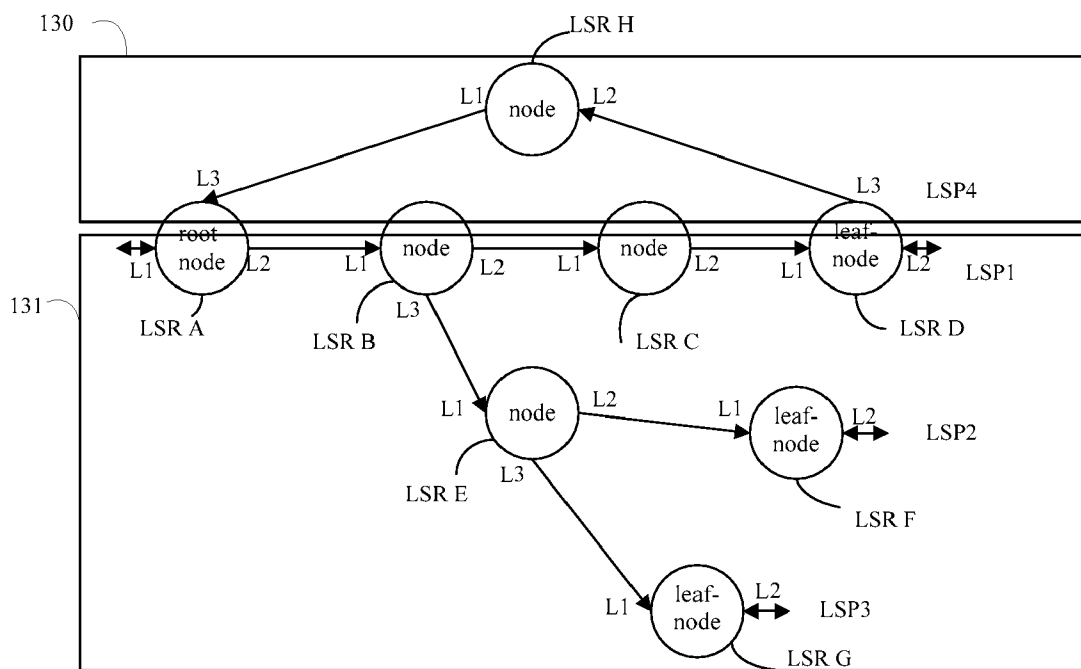 130
LSR H
L1
node
L2
L3
L3
LSP4
root
node
node
node
leaf-
node
L1
L2
L1
L2
L1
L2
L1
L2
LSP1
131
LSR A
LSR B
L3
LSR C
LSR D
L1
node
L2
L1
leaf-
node
L2
LSP2
LSR E
L3
LSR F
L1
leaf-
node
L2
LSP3
LSR G